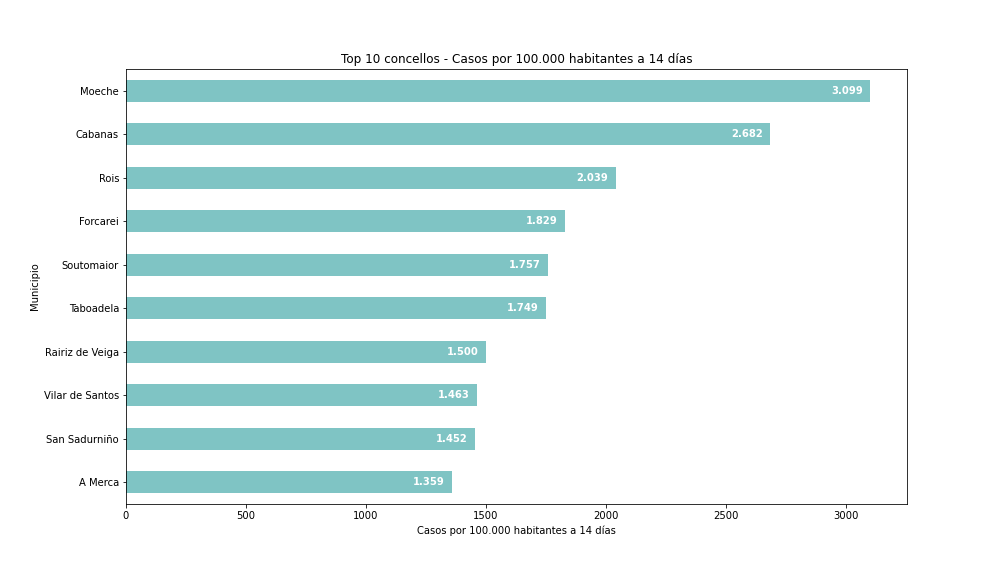 Top 10 concellos - Casos por 100.000 habitantes a 14 días
Municipio
Moeche 3.099
Cabanas 2.682
Rois 2.039
Forcarei 1.829
Soutomaior 1.757
Taboadela 1.749
Rairiz de Veiga 1.500
Vilar de Santos 1.463
San Sadurniño 1.452
A Merca 1.359
0 500 1000 1500 2000 2500 3000
Casos por 100.000 habitantes a 14 días